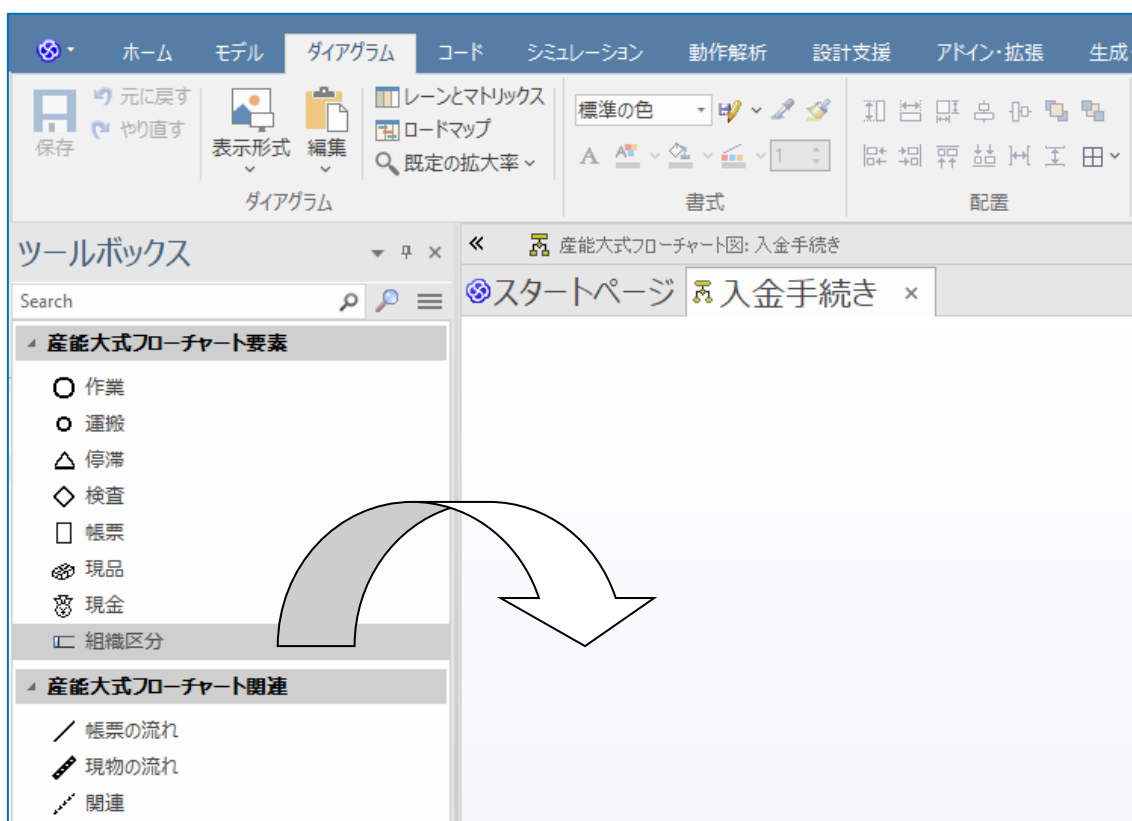 ホーム モデル ダイアグラム コード シミュレーション 動作解析 設計支援 アドイン・拡張 生成
保存
元に戻す
やり直す
表示形式
編集
レーンとマトリックス
ロードマップ
既定の拡大率
ダイアグラム
標準の色
A
1
書式
配置
ツールボックス
Search
産能大式フローチャート要素
作業
運搬
停滞
検査
帳票
現品
現金
組織区分
産能大式フローチャート関連
帳票の流れ
現物の流れ
関連
産能大式フローチャート図: 入金手続き
スタートページ 入金手続き ×